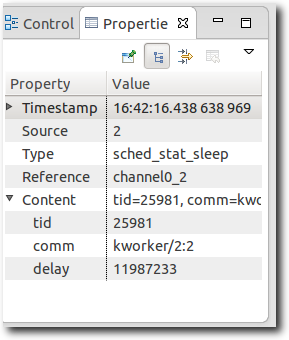 Control Propertie
Property Value
Timestamp 16:42:16.438 638 969
Source 2
Type sched_stat_sleep
Reference channel0_2
Content tid=25981, comm=kwo
tid 25981
comm kworker/2:2
delay 11987233